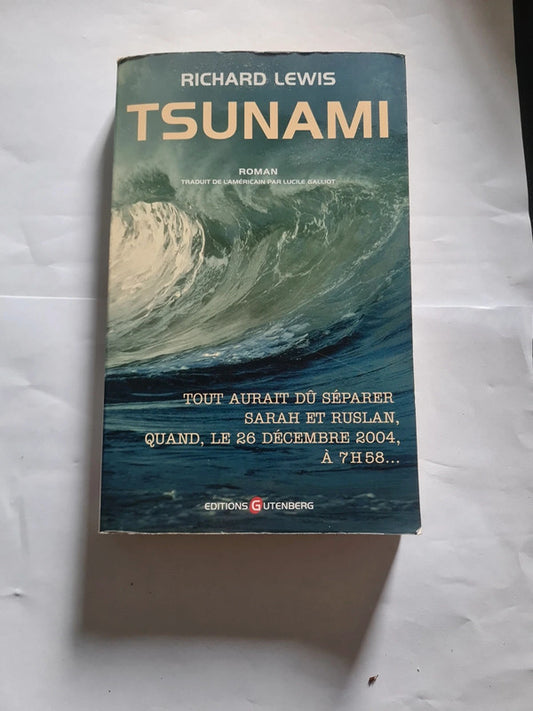 RICHARD LEWIS
TSUNAMI
ROMAN
TRADUIT DE L'AMÉRICAIN PAR LUCILE GALLIOT
TOUT AURAIT DÛ SÉPARER
SARAH ET RUSLAN,
QUAND, LE 26 DÉCEMBRE 2004,
À 7H58...
EDITIONS GUTENBERG